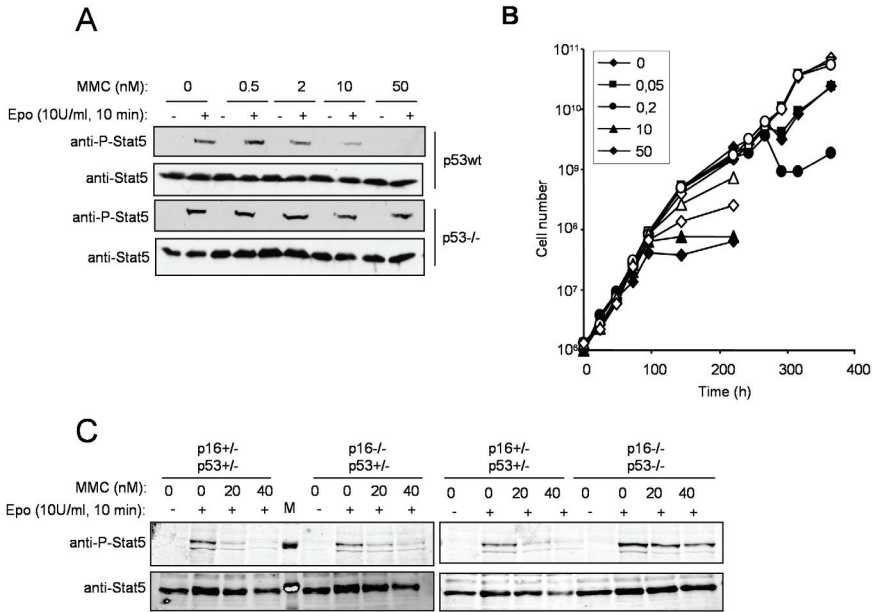 A
MMC (nM): 0 0.5 2 10 50
Epo (10U/ml, 10 min): - + - + - + - + - +
anti-P-Stat5
anti-Stat5
p53wt
anti-P-Stat5
anti-Stat5
p53-/-
B
10¹¹
10¹⁰
10⁹
10⁸
10⁷
10⁶
Cell number
0
0,05
0,2
10
50
0 100 200 300 400
Time (h)
C
p16+/- p16-/- p16+/- p16-/-
p53+/- p53+/- p53+/- p53-/-
MMC (nM): 0 0 20 40 0 0 20 40 0 0 20 40 0 0 20 40
Epo (10U/ml, 10 min): - + + + M - + + + - + + + - + + +
anti-P-Stat5
anti-Stat5